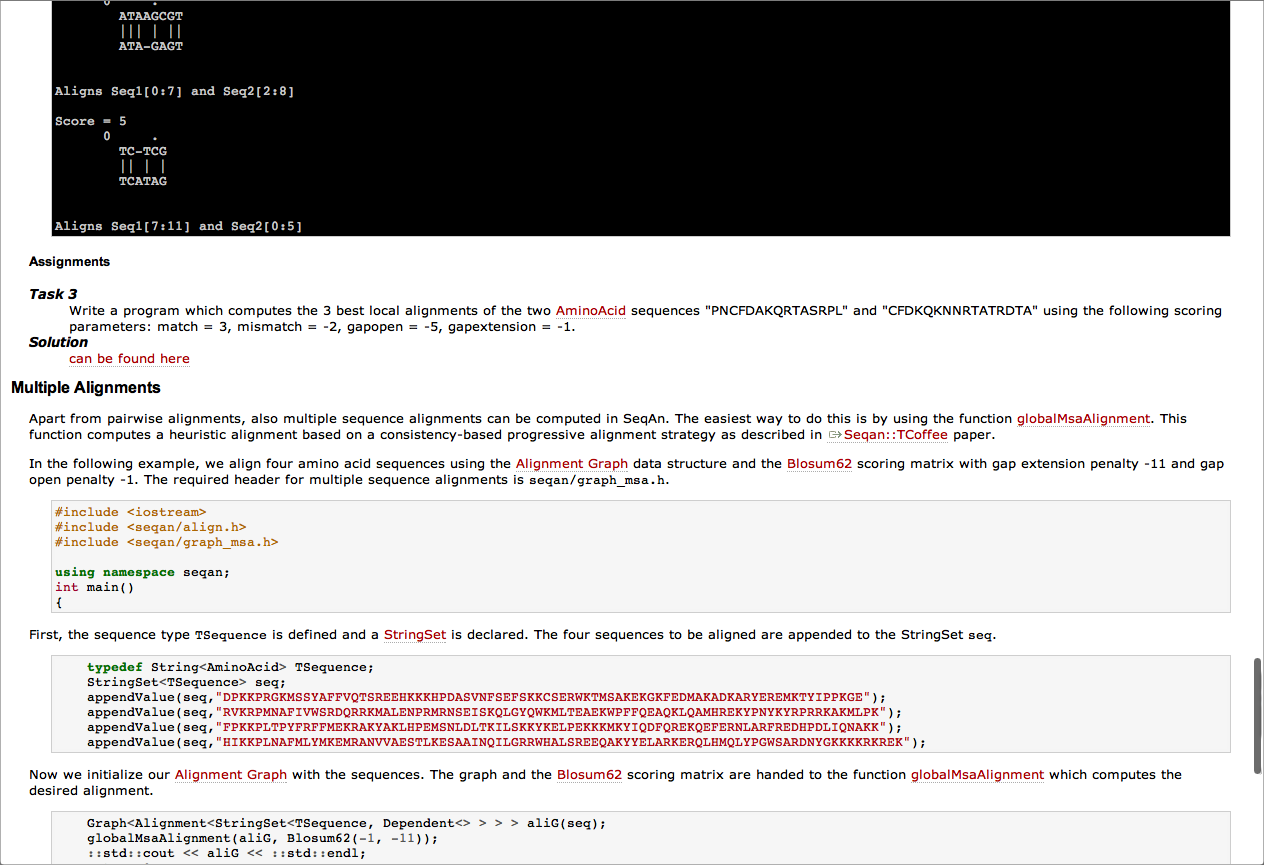 0 .
ATAAGCGT
||| | ||
ATA-GAGT
Aligns Seq1[0:7] and Seq2[2:8]
Score = 5
0 .
TC-TCG
|| | |
TCATAG
Aligns Seq1[7:11] and Seq2[0:5]
Assignments
Task 3
Write a program which computes the 3 best local alignments of the two AminoAcid sequences "PNCFDAKQRTASRPL" and "CFDKQKNNRTATRDTA" using the following scoring
parameters: match = 3, mismatch = -2, gapopen = -5, gapextension = -1.
Solution
can be found here
Multiple Alignments
Apart from pairwise alignments, also multiple sequence alignments can be computed in SeqAn. The easiest way to do this is by using the function globalMsaAlignment. This
function computes a heuristic alignment based on a consistency-based progressive alignment strategy as described in Seqan::TCoffee paper.
In the following example, we align four amino acid sequences using the Alignment Graph data structure and the Blosum62 scoring matrix with gap extension penalty -11 and gap
open penalty -1. The required header for multiple sequence alignments is seqan/graph_msa.h.
#include <iostream>
#include <seqan/align.h>
#include <seqan/graph_msa.h>
using namespace seqan;
int main()
{
First, the sequence type TSequence is defined and a StringSet is declared. The four sequences to be aligned are appended to the StringSet seq.
typedef String<AminoAcid> TSequence;
StringSet<TSequence> seq;
appendValue(seq,"DPKKPRGKMSSYAFFVQTSREEHKKKHPDASVNFSEFSKKCSERWKTMSAKEKGKFEDMAKADKARYEREMKTYIPPKGE");
appendValue(seq,"RVKRPMNAFIVWSRDQRRKMALENPRMRNSEISKQLGYQWKMLTEAEKWPFFQEAQKLQAMHREKYPNYKYRPRRKAKMLPK");
appendValue(seq,"FPKKPLTPYFRFFMEKRAKYAKLHPEMSNLDLTKILSKKYKELPEKKKMKYIQDFQREKQEFERNLARFREDHPDLIQNAKK");
appendValue(seq,"HIKKPLNAFMLYMKEMRANVVAESTLKESAAINQILGRRWHALSREEQAKYYELARKERQLHMQLYPGWSARDNYGKKKKRKREK");
Now we initialize our Alignment Graph with the sequences. The graph and the Blosum62 scoring matrix are handed to the function globalMsaAlignment which computes the
desired alignment.
Graph<Alignment<StringSet<TSequence, Dependent<> > > > aliG(seq);
globalMsaAlignment(aliG, Blosum62(-1, -11));
::std::cout << aliG << ::std::endl;